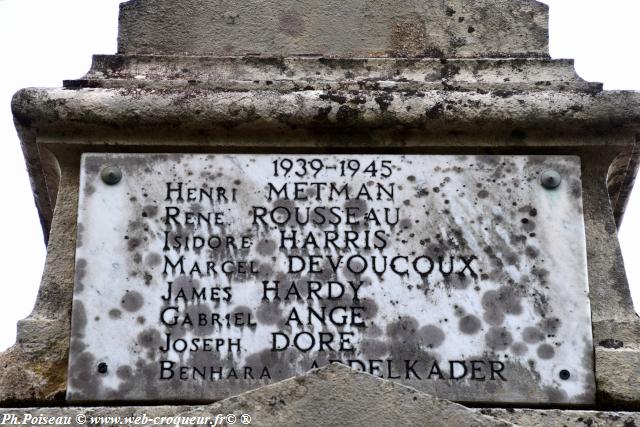 1939-1945
HENRI METMAN
RENE ROUSSEAU
ISIDORE HARRIS
MARCEL DEVOUCOUX
JAMES HARDY
GABRIEL ANGE
JOSEPH DORE
BENHARA ABDELKADER
© Ph-Poiseau © www-web-croqueur.fr © ®